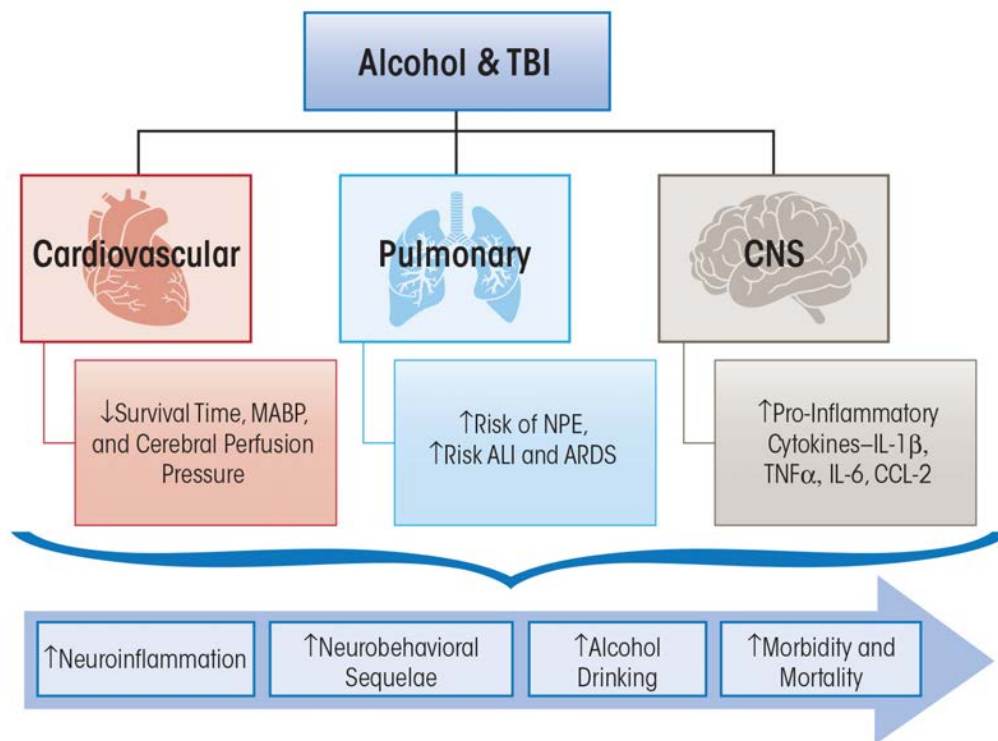 Alcohol & TBI
Cardiovascular
Pulmonary
CNS
↓Survival Time, MABP,
and Cerebral Perfusion
Pressure
↑Risk of NPE,
↑Risk ALI and ARDS
↑Pro-Inflammatory
Cytokines–IL-1β,
TNFα, IL-6, CCL-2
↑Neuroinflammation
↑Neurobehavioral
Sequelae
↑Alcohol
Drinking
↑Morbidity and
Mortality